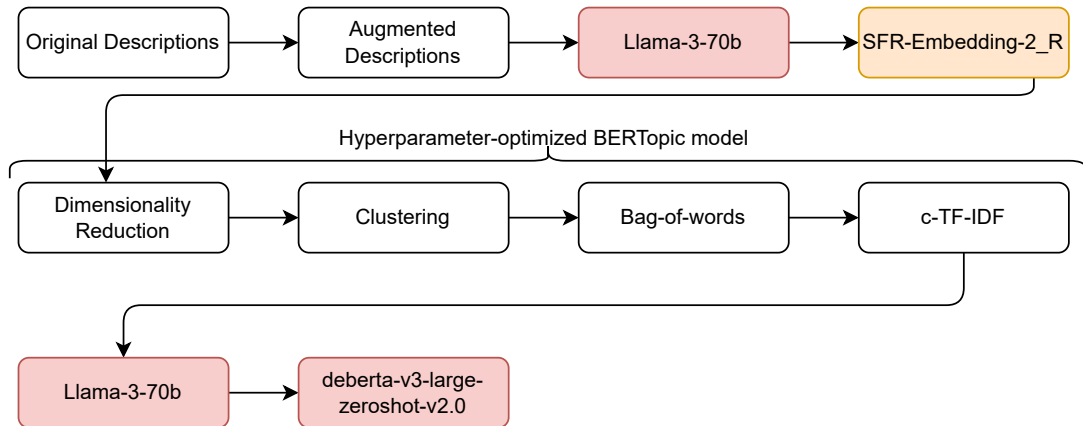 Original Descriptions
Augmented
Descriptions
Llama-3-70b
SFR-Embedding-2_R
Hyperparameter-optimized BERTopic model
Dimensionality
Reduction
Clustering
Bag-of-words
c-TF-IDF
Llama-3-70b
deberta-v3-large-
zeroshot-v2.0